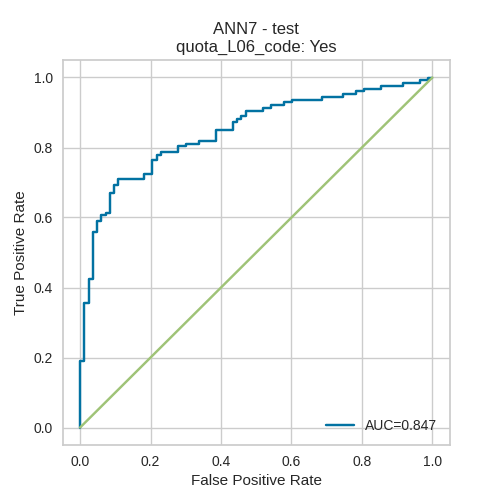 ANN7 - test
quota_L06_code: Yes
1.0
0.8
0.6
0.4
0.2
0.0
True Positive Rate
AUC=0.847
0.0 0.2 0.4 0.6 0.8 1.0
False Positive Rate